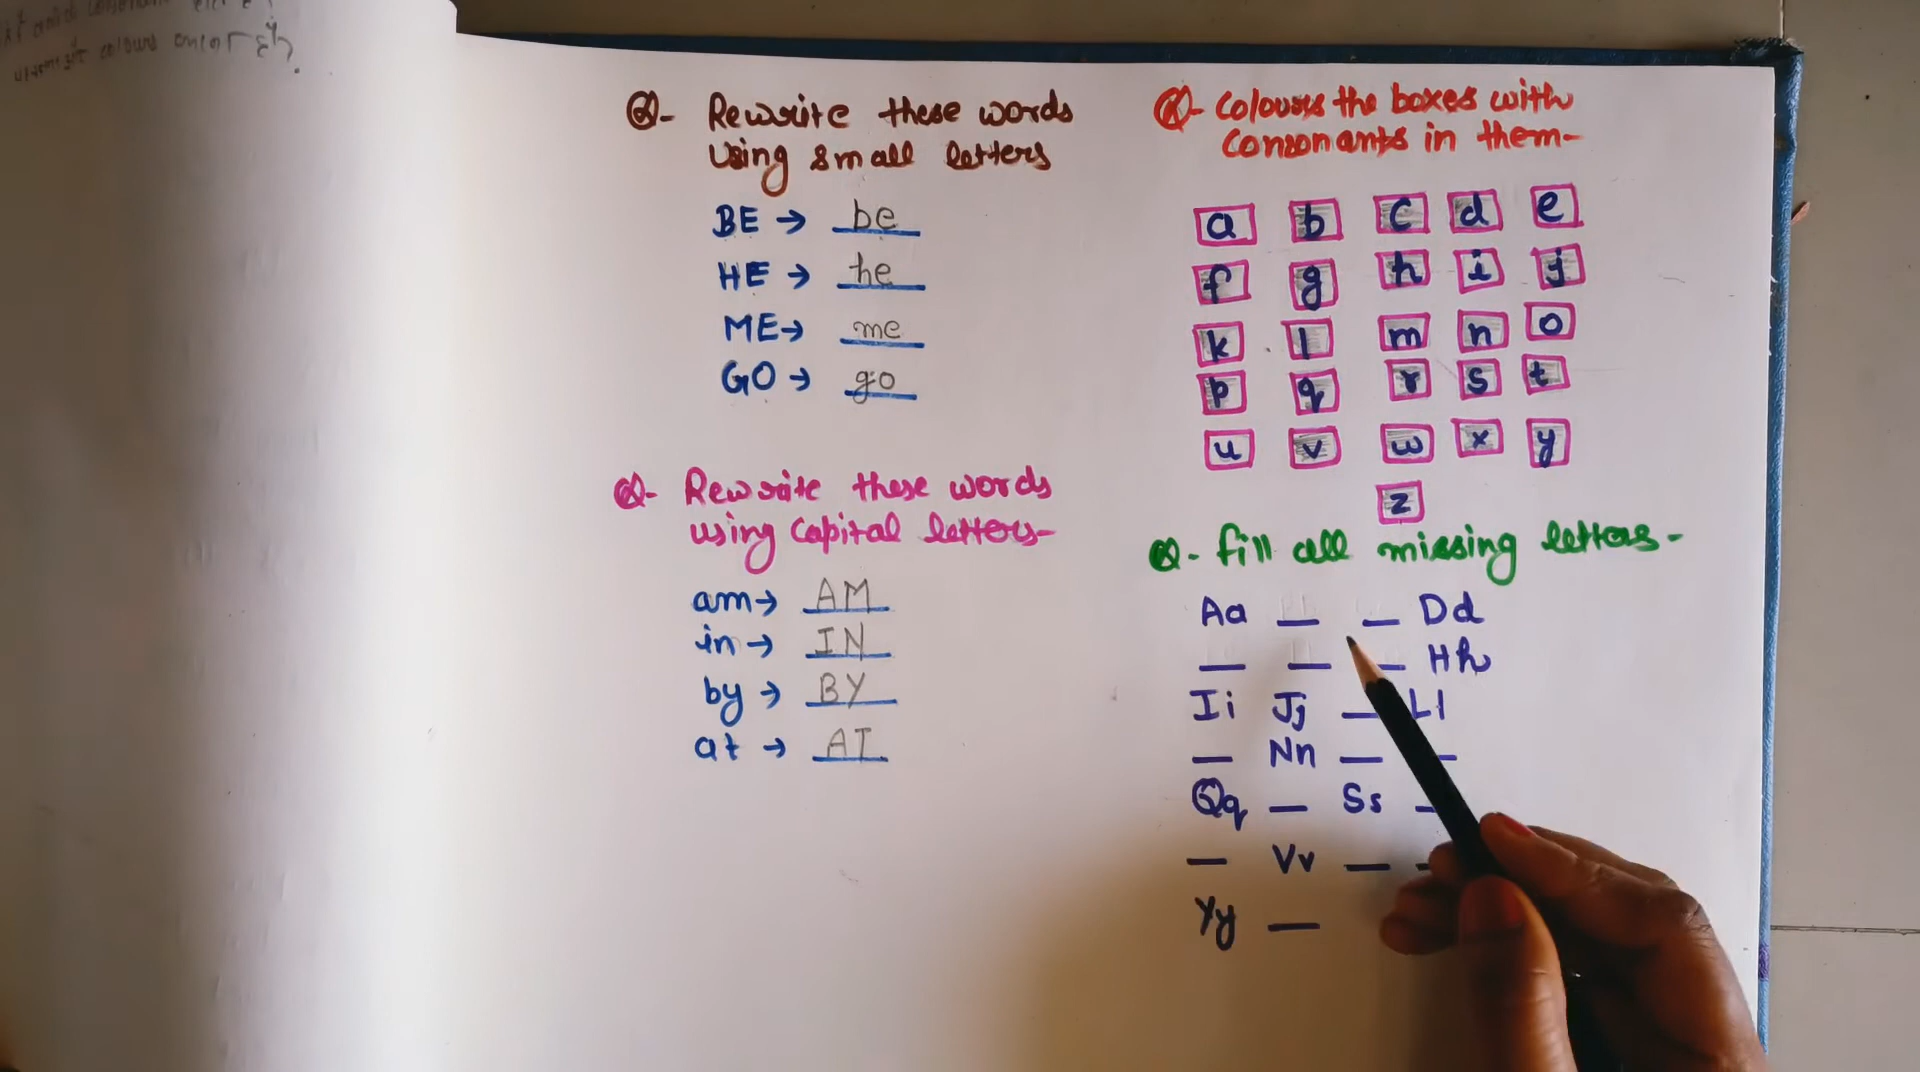 Q- Rewrite these words
using small letters
BE → be
HE → he
ME → me
GO → go
Q- Rewrite these words
using capital letters-
am → AM
in → IN
by → BY
at → AT
Q- Colours the boxes with
consonants in them-
a b c d e
f g h i j
k l m n o
p q r s t
u v w x y
z
Q- Fill all missing letters-
Aa _ _ Dd
_ _ _ Hh
Ii Jj _ Ll
_ Nn _ _
Qq _ Ss _
_ Vv _ _
Yy _
colours